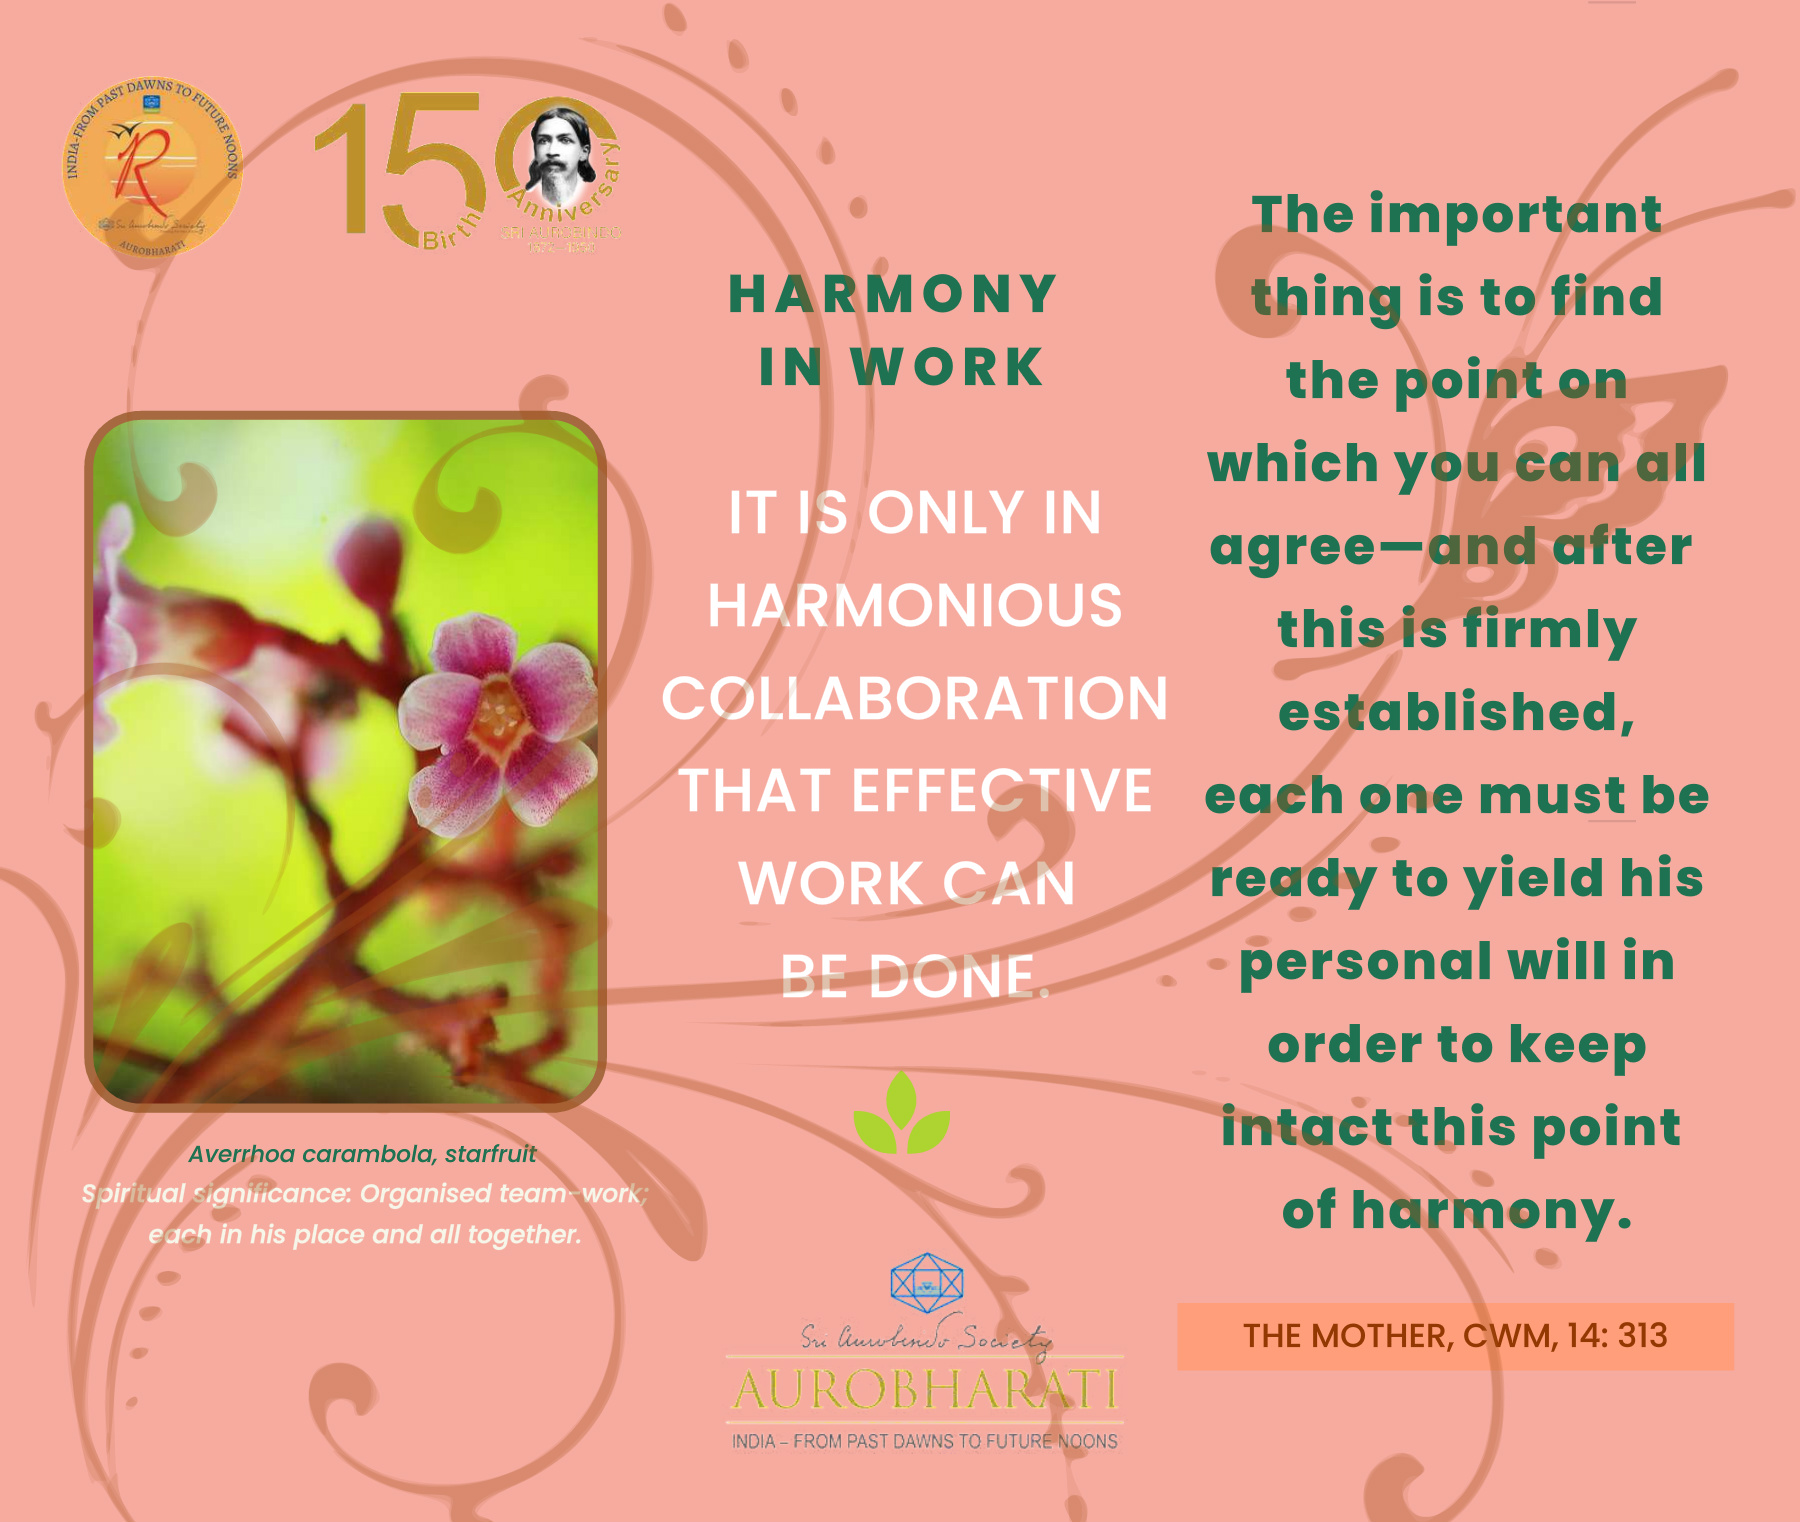 INDIA-FROM PAST DAWNS TO FUTURE NOONS
R
Sri Aurobindo Society
AUROBHARATI
150
Birth
Anniversary
SRI AUROBINDO
HARMONY
IN WORK
IT IS ONLY IN
HARMONIOUS
COLLABORATION
THAT EFFECTIVE
WORK CAN
BE DONE.
The important
thing is to find
the point on
which you can all
agree—and after
this is firmly
established,
each one must be
ready to yield his
personal will in
order to keep
intact this point
of harmony.
THE MOTHER, CWM, 14: 313
Averrhoa carambola, starfruit
Spiritual significance: Organised team-work;
each in his place and all together.
Sri Aurobindo Society
AUROBHARATI
INDIA – FROM PAST DAWNS TO FUTURE NOONS